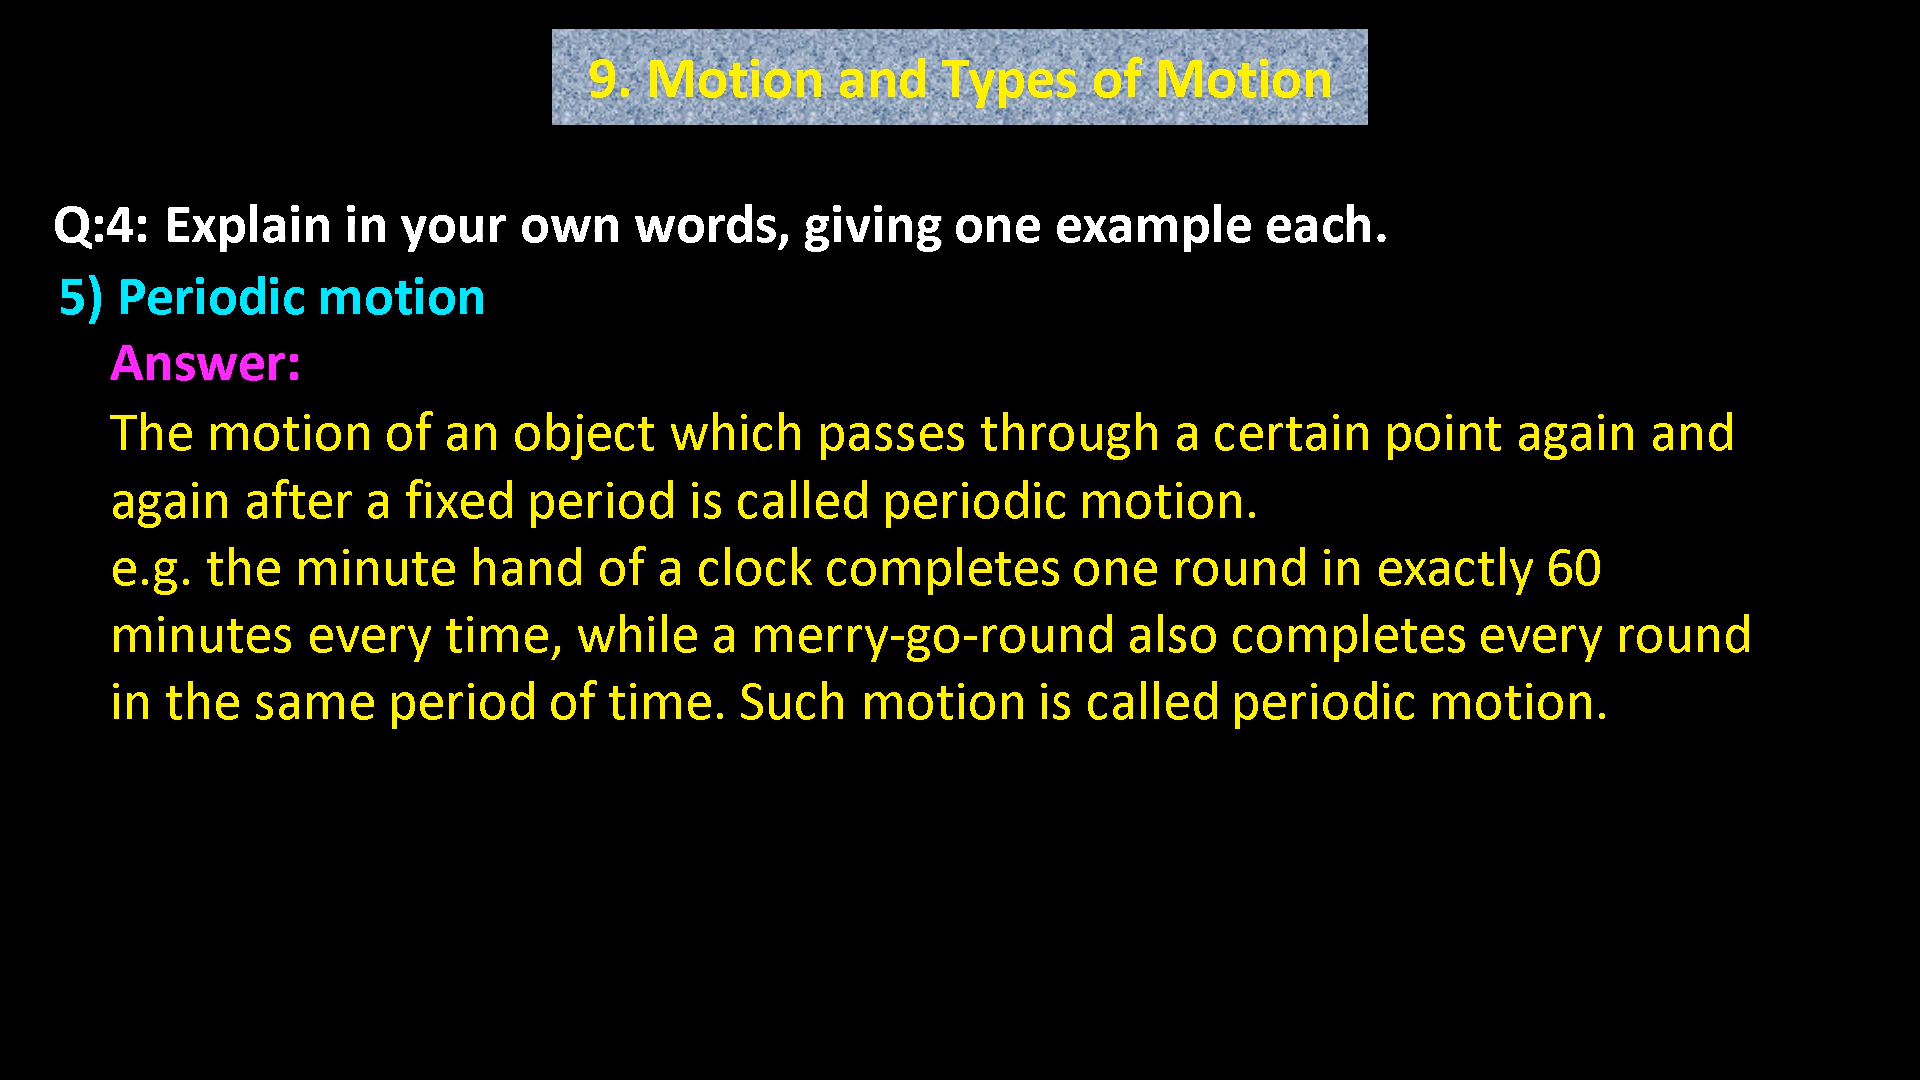 9. Motion and Types of Motion
Q:4: Explain in your own words, giving one example each.
5) Periodic motion
Answer:
The motion of an object which passes through a certain point again and
again after a fixed period is called periodic motion.
e.g. the minute hand of a clock completes one round in exactly 60
minutes every time, while a merry-go-round also completes every round
in the same period of time. Such motion is called periodic motion.